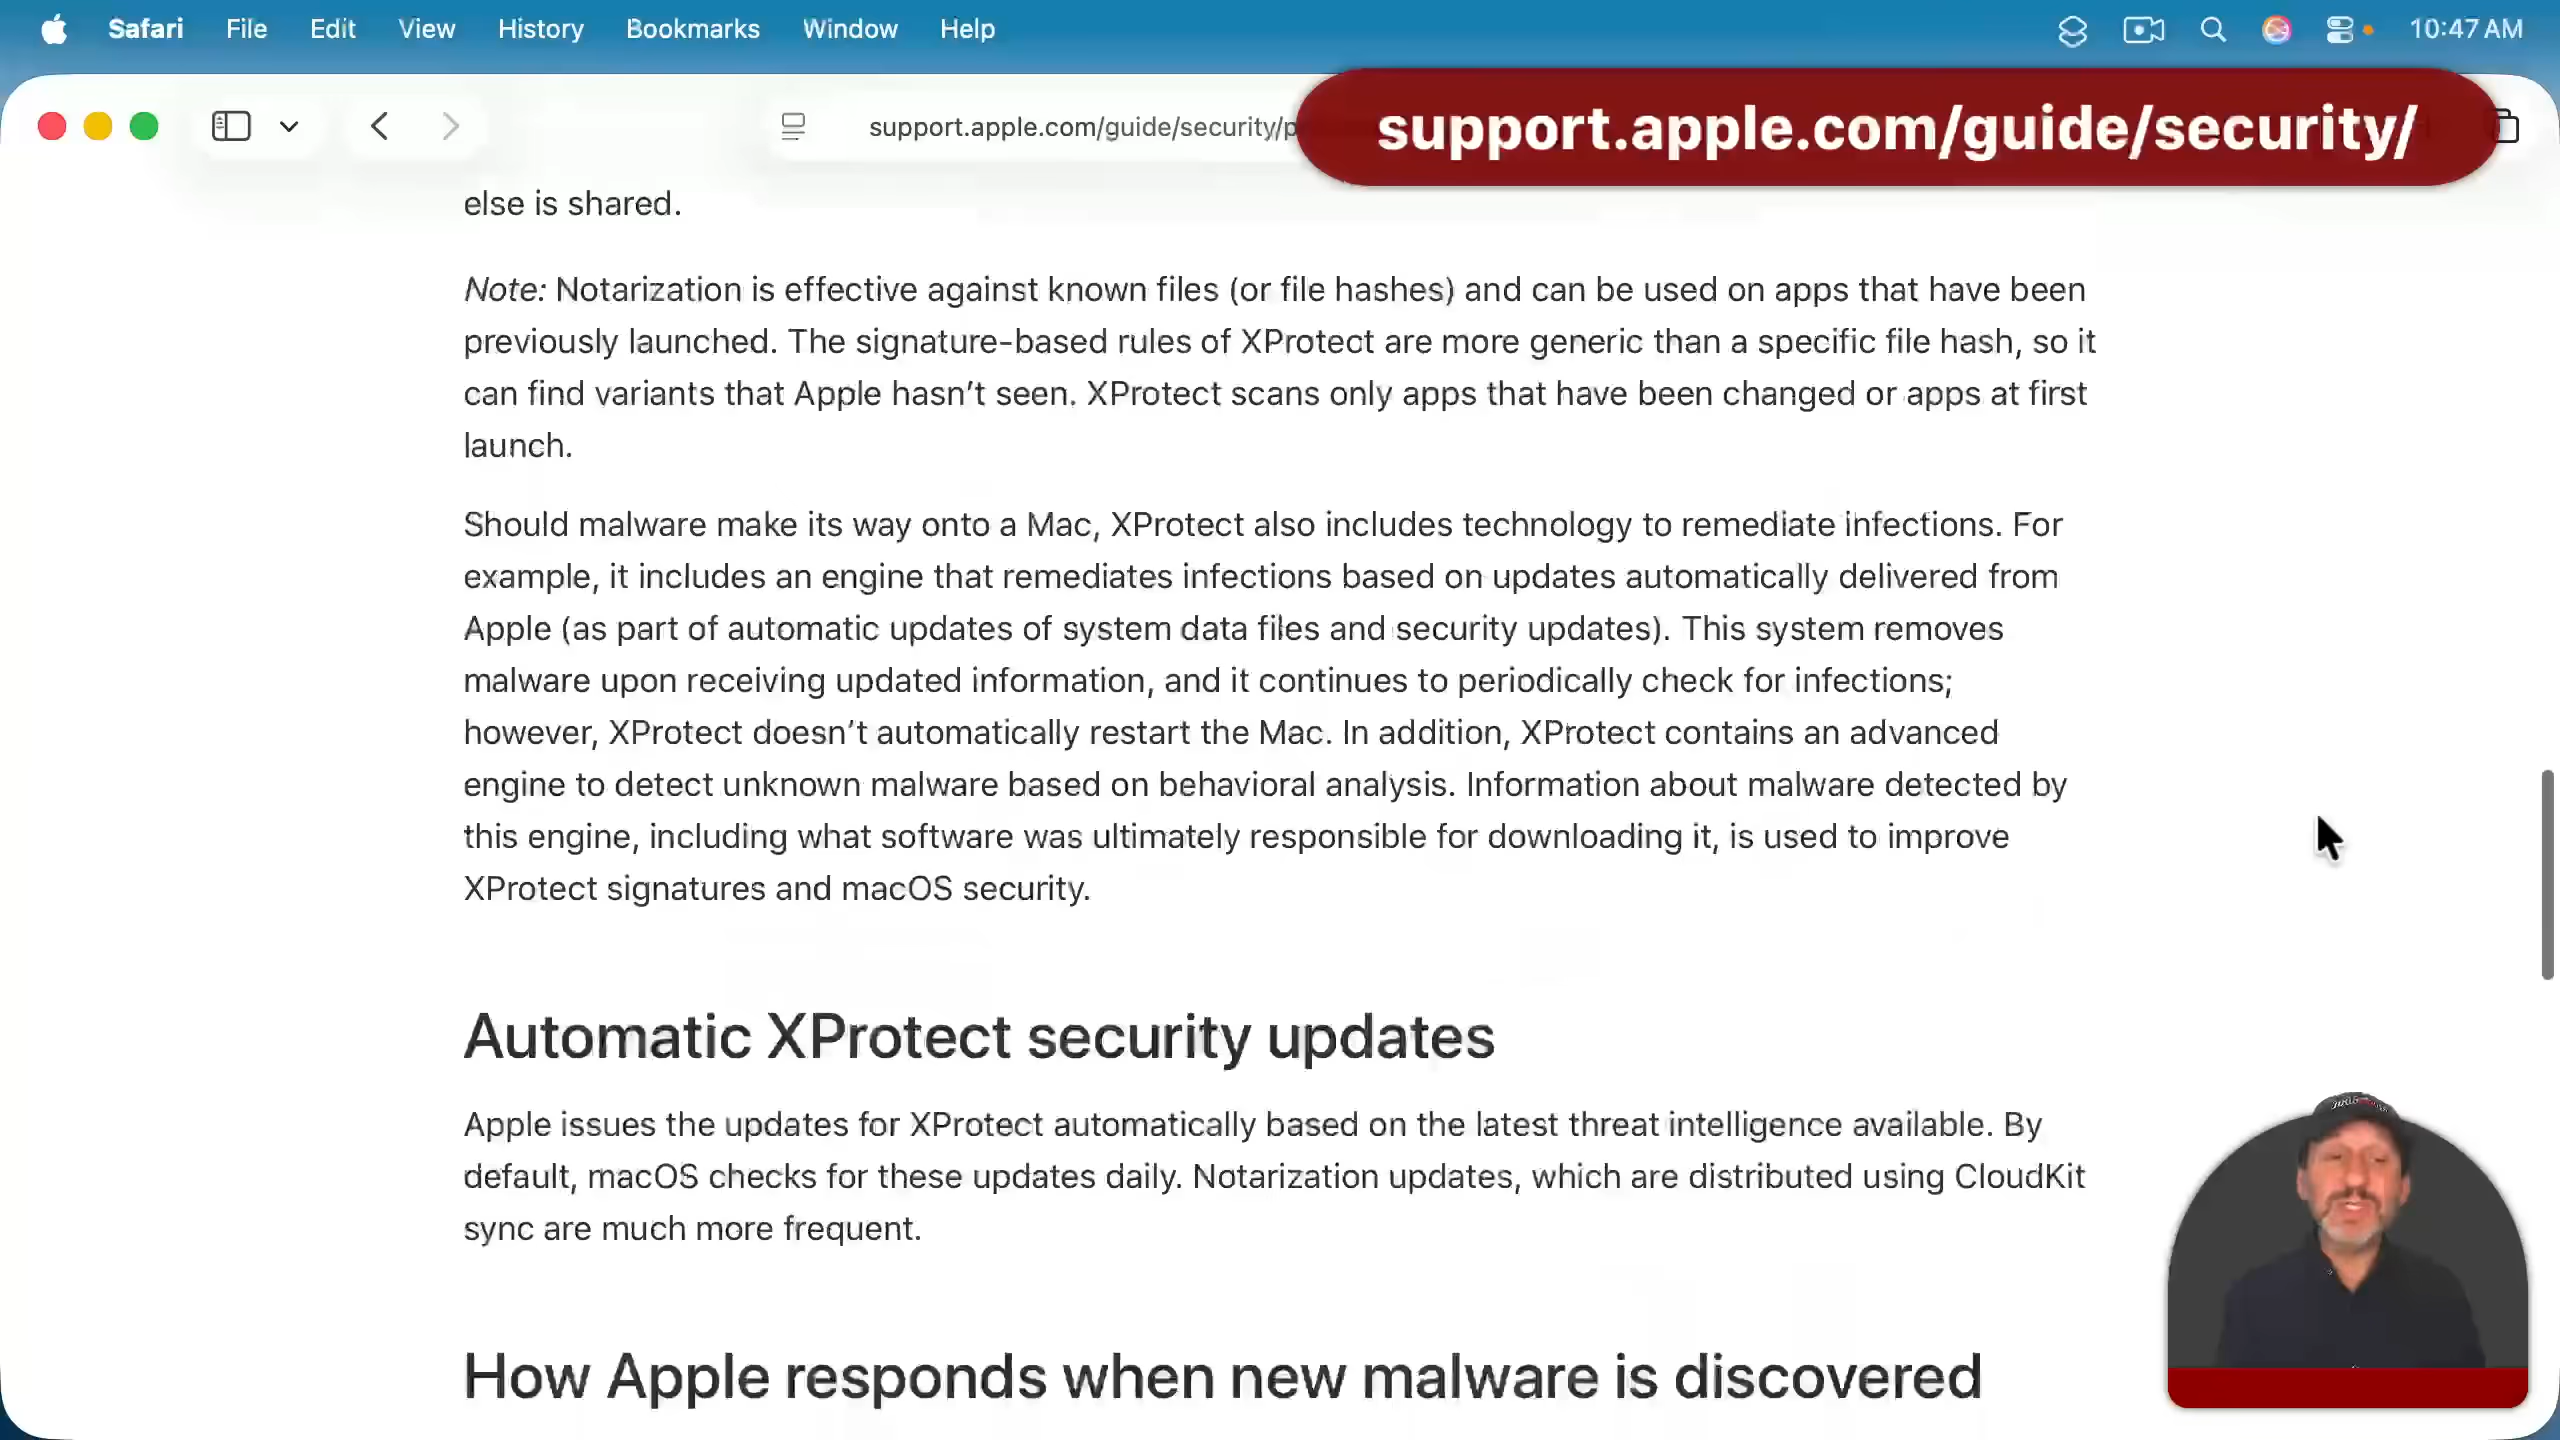 Safari File Edit View History Bookmarks Window Help 10:47 AM
support.apple.com/guide/security/p
support.apple.com/guide/security/
else is shared.
Note: Notarization is effective against known files (or file hashes) and can be used on apps that have been
previously launched. The signature-based rules of XProtect are more generic than a specific file hash, so it
can find variants that Apple hasn’t seen. XProtect scans only apps that have been changed or apps at first
launch.
Should malware make its way onto a Mac, XProtect also includes technology to remediate infections. For
example, it includes an engine that remediates infections based on updates automatically delivered from
Apple (as part of automatic updates of system data files and security updates). This system removes
malware upon receiving updated information, and it continues to periodically check for infections;
however, XProtect doesn’t automatically restart the Mac. In addition, XProtect contains an advanced
engine to detect unknown malware based on behavioral analysis. Information about malware detected by
this engine, including what software was ultimately responsible for downloading it, is used to improve
XProtect signatures and macOS security.
Automatic XProtect security updates
Apple issues the updates for XProtect automatically based on the latest threat intelligence available. By
default, macOS checks for these updates daily. Notarization updates, which are distributed using CloudKit
sync are much more frequent.
How Apple responds when new malware is discovered